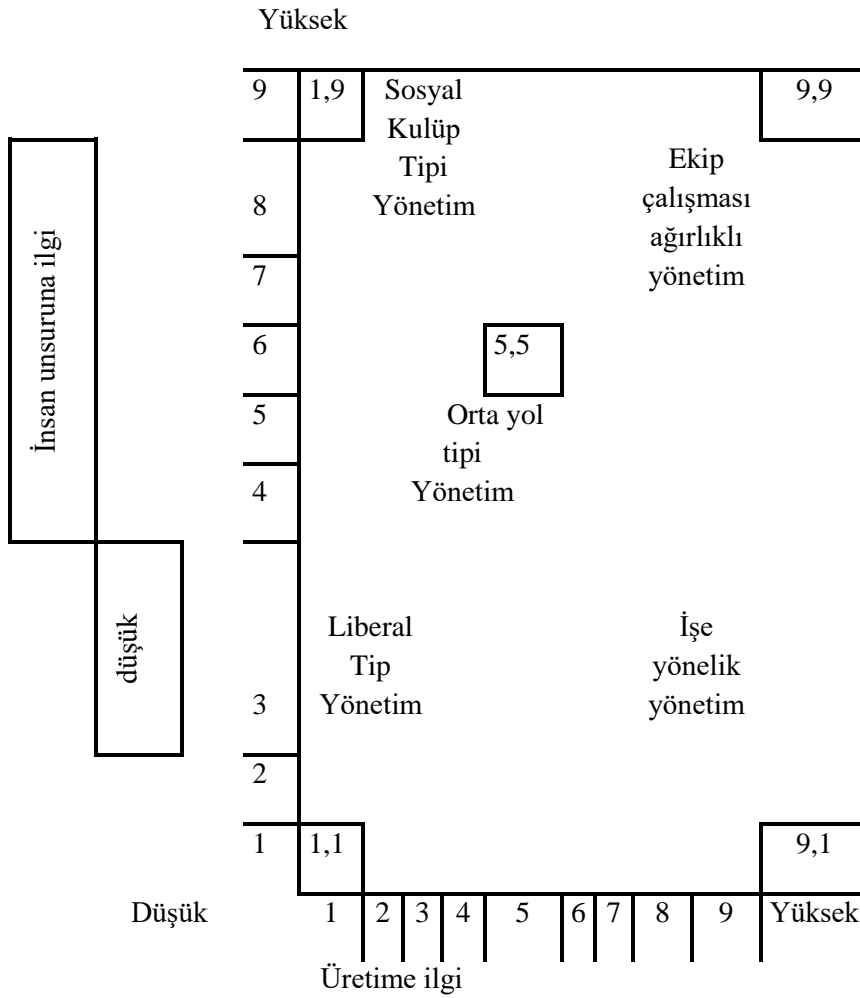 Yüksek
9 1,9 Sosyal 9,9
Kulüp
Tipi Ekip
8 Yönetim çalışması
ağırlıklı
7 yönetim
İnsan unsuruna ilgi
6 5,5
5 Orta yol
tipi
4 Yönetim
düşük
Liberal İşe
Tip yönelik
3 Yönetim yönetim
2
1 1,1 9,1
Düşük 1 2 3 4 5 6 7 8 9 Yüksek
Üretime ilgi